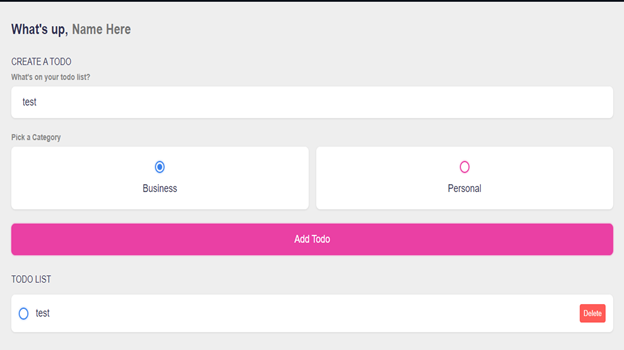 What's up, Name Here
CREATE A TODO
What's on your todo list?
test
Pick a Category
Business
Personal
Add Todo
TODO LIST
test
Delete